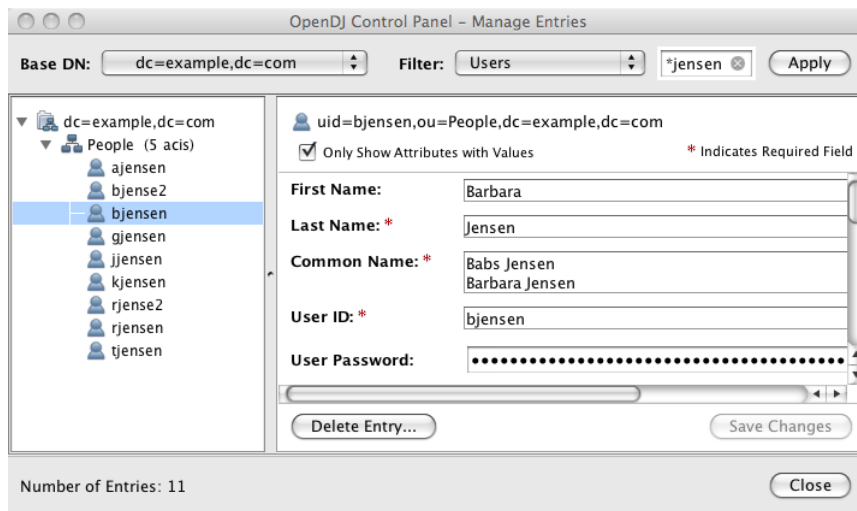 OpenDJ Control Panel – Manage Entries
Base DN: dc=example,dc=com Filter: Users *jensen Apply
dc=example,dc=com
People (5 acis)
ajensen
bjense2
bjensen
gjensen
jjensen
kjensen
rjense2
rjensen
tjensen
uid=bjensen,ou=People,dc=example,dc=com
Only Show Attributes with Values * Indicates Required Field
First Name: Barbara
Last Name: * Jensen
Common Name: * Babs Jensen
Barbara Jensen
User ID: * bjensen
User Password: ••••••••••••••••••••••••••••••••••••••
Delete Entry... Save Changes
Number of Entries: 11 Close